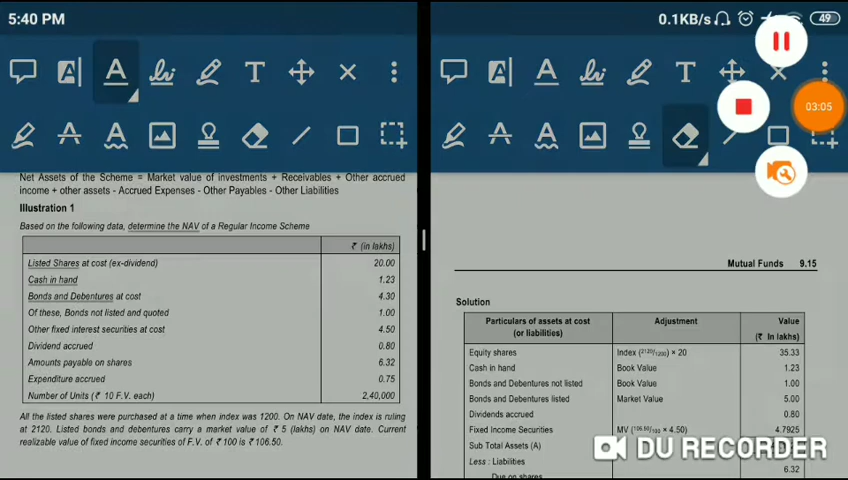 5:40 PM
0.1KB/s
49
03:05
Net Assets of the Scheme = Market value of investments + Receivables + Other accrued
income + other assets - Accrued Expenses - Other Payables - Other Liabilities
Illustration 1
Based on the following data, determine the NAV of a Regular Income Scheme
₹ (in lakhs)
Listed Shares at cost (ex-dividend) 20.00
Cash in hand 1.23
Bonds and Debentures at cost 4.30
Of these, Bonds not listed and quoted 1.00
Other fixed interest securities at cost 4.50
Dividend accrued 0.80
Amounts payable on shares 6.32
Expenditure accrued 0.75
Number of Units (₹ 10 F.V. each) 2,40,000
All the listed shares were purchased at a time when index was 1200. On NAV date, the index is ruling
at 2120. Listed bonds and debentures carry a market value of ₹ 5 (lakhs) on NAV date. Current
realizable value of fixed income securities of F.V. of ₹ 100 is ₹ 106.50.
Mutual Funds 9.15
Solution
Particulars of assets at cost Adjustment Value
(or liabilities) (₹ In lakhs)
Equity shares Index (2120/1200) × 20 35.33
Cash in hand Book Value 1.23
Bonds and Debentures not listed Book Value 1.00
Bonds and Debentures listed Market Value 5.00
Dividends accrued 0.80
Fixed Income Securities MV (106.50/100 × 4.50) 4.7925
Sub Total Assets (A)
Less : Liabilities
Due on shares 6.32
DU RECORDER